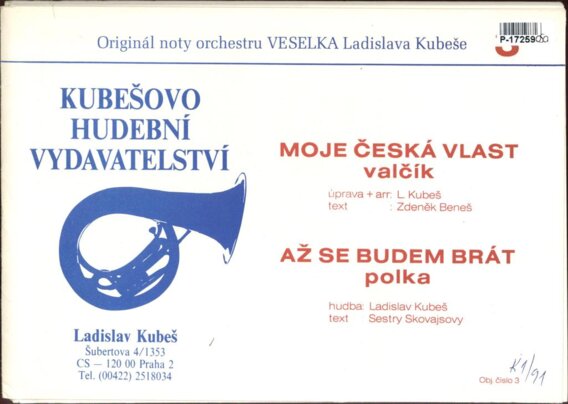 Originál noty orchestru VESELKA Ladislava Kubeše
P-17259
KUBEŠOVO
HUDEBNÍ
VYDAVATELSTVÍ
Ladislav Kubeš
Šubertova 4/1353
CS — 120 00 Praha 2
Tel. (00422) 2518034
MOJE ČESKÁ VLAST
valčík
úprava + arr: L. Kubeš
text : Zdeněk Beneš
AŽ SE BUDEM BRÁT
polka
hudba: Ladislav Kubeš
text Sestry Skovajsovy
K1/91
Obj. číslo 3